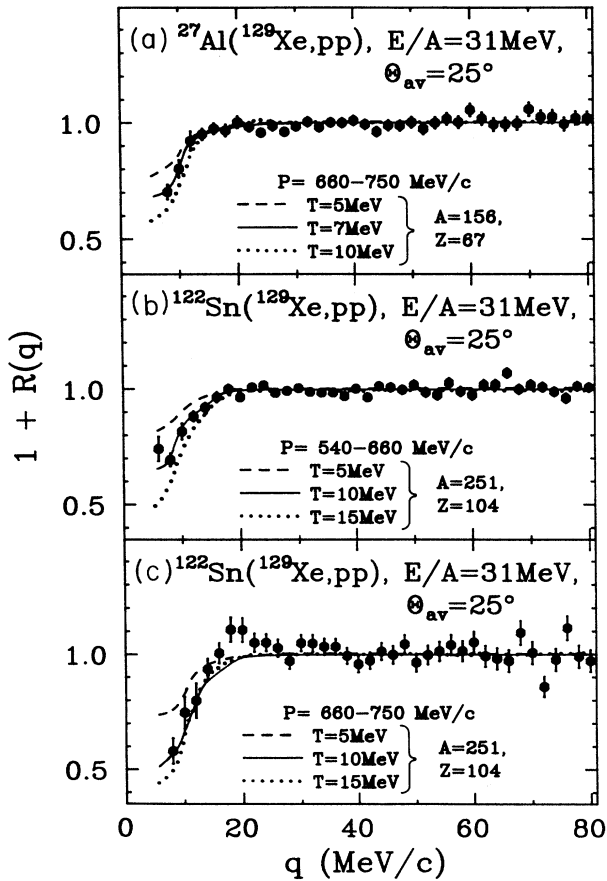 (a) ²⁷Al(¹²⁹Xe,pp), E/A=31MeV,
Θav=25°
1.0
0.5
P= 660−750 MeV/c
T=5MeV
T=7MeV
T=10MeV
A=156,
Z=67
(b) ¹²²Sn(¹²⁹Xe,pp), E/A=31MeV,
Θav=25°
1.0
0.5
P= 540−660 MeV/c
T=5MeV
T=10MeV
T=15MeV
A=251,
Z=104
(c) ¹²²Sn(¹²⁹Xe,pp), E/A=31MeV,
Θav=25°
1.0
0.5
P= 660−750 MeV/c
T=5MeV
T=10MeV
T=15MeV
A=251,
Z=104
1 + R(q)
0 20 40 60 80
q (MeV/c)